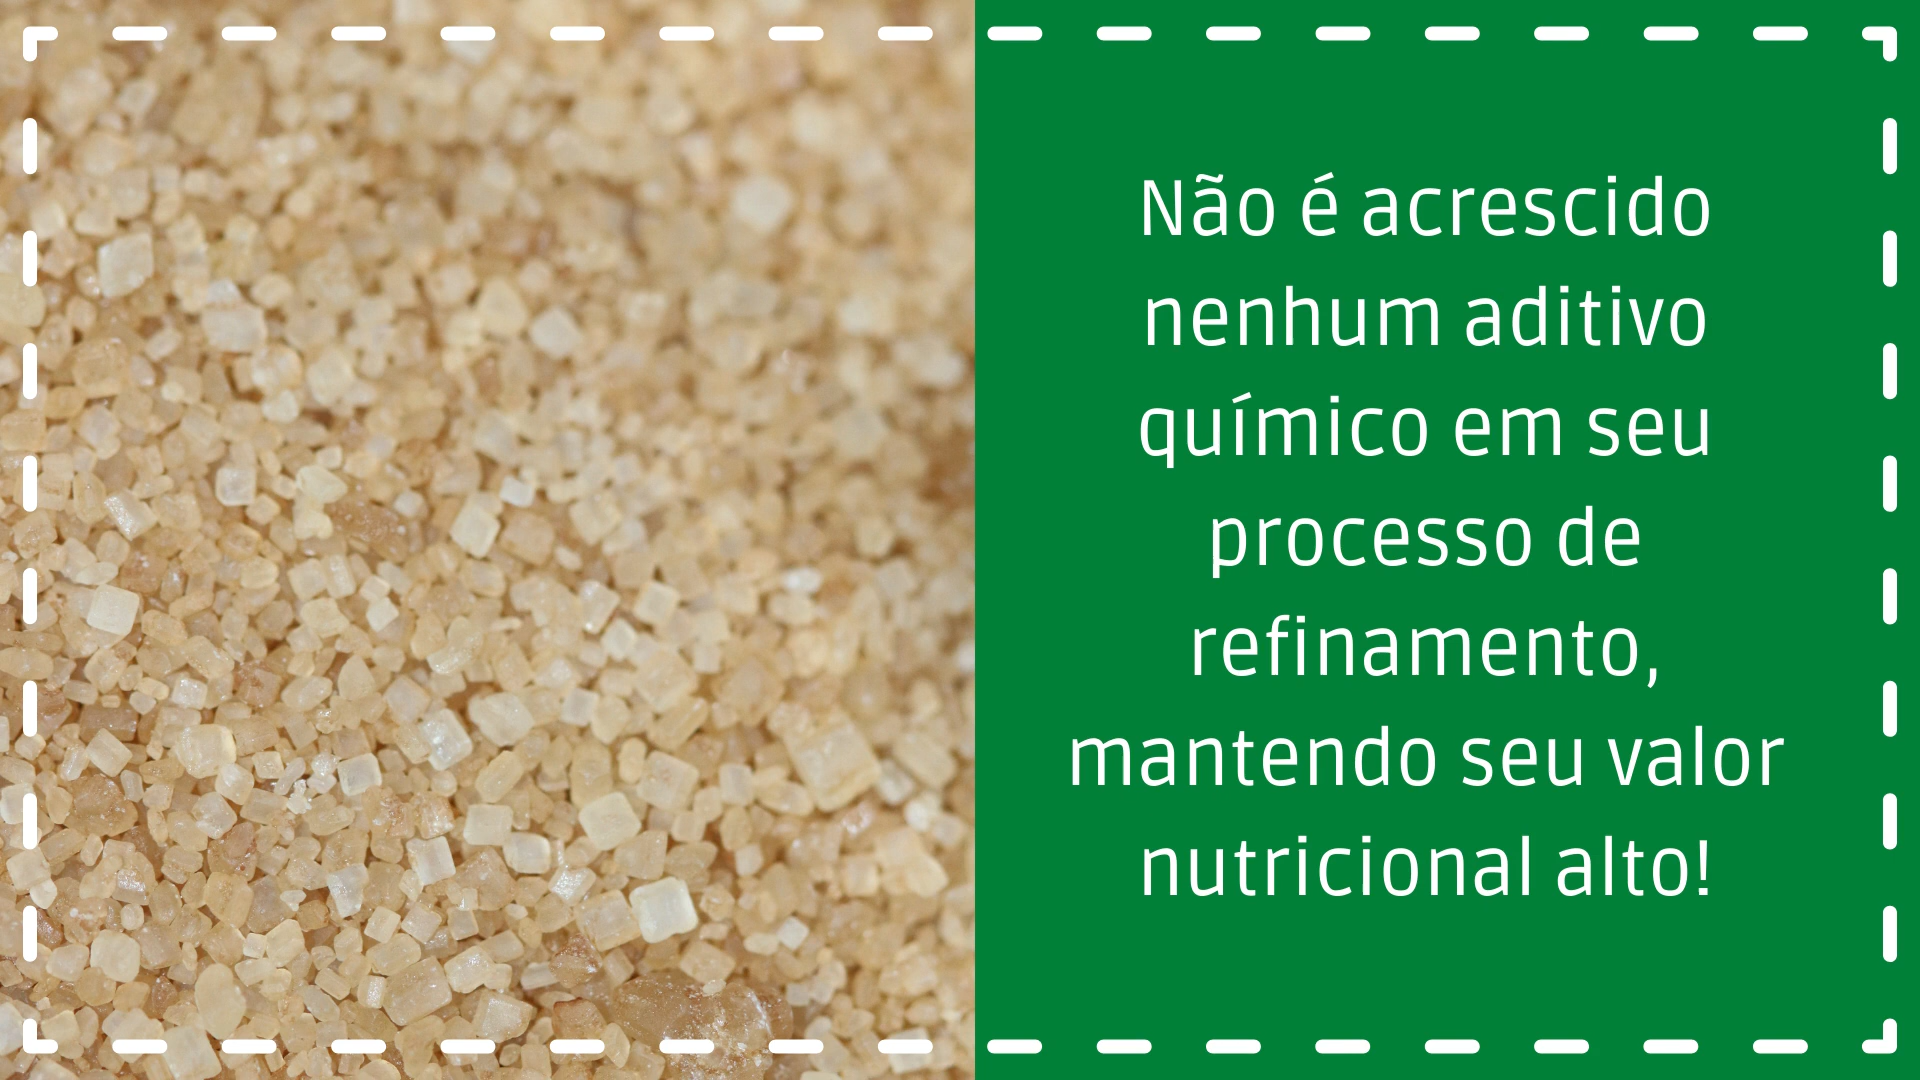 Não é acrescido
nenhum aditivo
químico em seu
processo de
refinamento,
mantendo seu valor
nutricional alto!